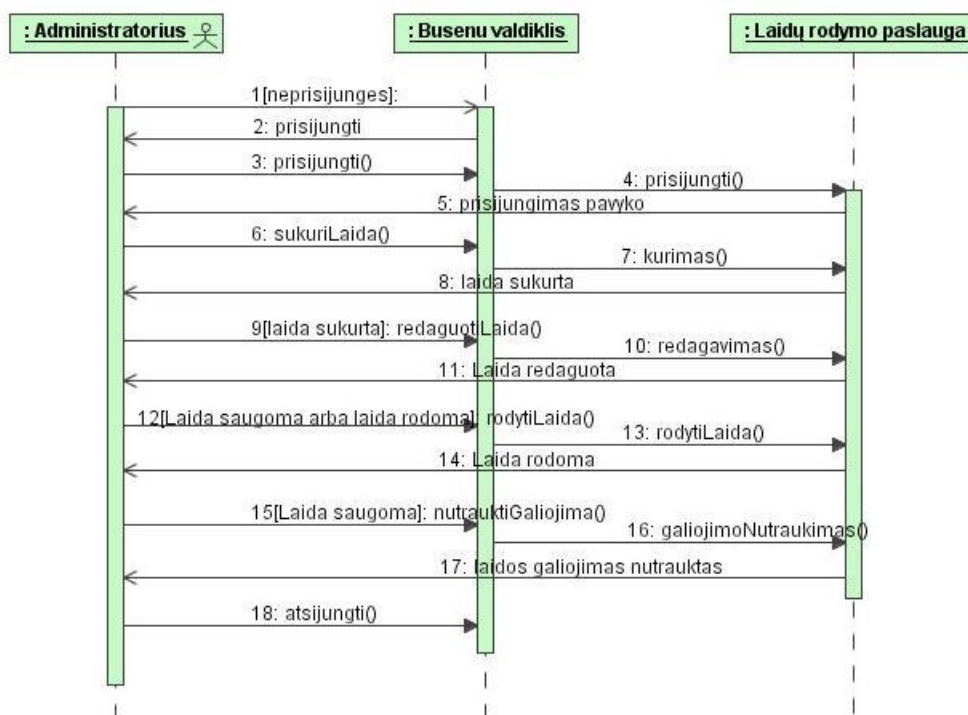 : Administratorius
: Busenu valdiklis
: Laidų rodymo paslauga
1[neprisijunges]:
2: prisijungti
3: prisijungti()
4: prisijungti()
5: prisijungimas pavyko
6: sukuriLaida()
7: kurimas()
8: laida sukurta
9[laida sukurta]: redaguotiLaida()
10: redagavimas()
11: Laida redaguota
12[Laida saugoma arba laida rodoma]: rodytiLaida()
13: rodytiLaida()
14: Laida rodoma
15[Laida saugoma]: nutrauktiGaliojima()
16: galiojimoNutraukimas()
17: laidos galiojimas nutrauktas
18: atsijungti()